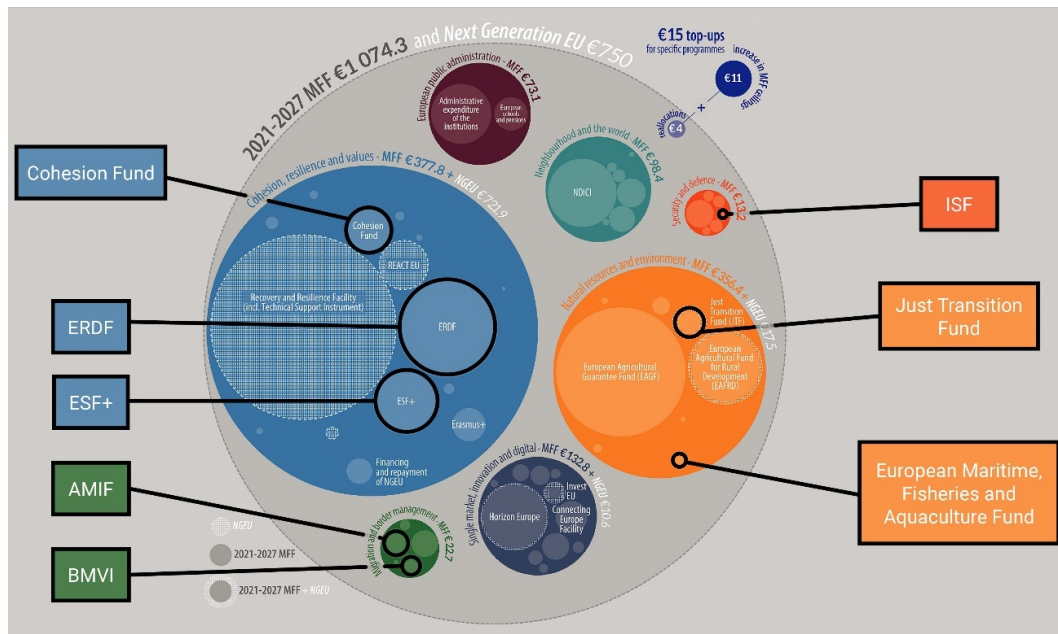 2021-2027 MFF €1 074.3 and Next Generation EU €750
€15 top-ups
for specific programmes
increase in MFF ceilings
€11
+
reallocations
€4
European public administration - MFF €73.1
Administrative
expenditure
of the
institutions
European
schools
and pensions
Neighbourhood and the world - MFF €98.4
NDICI
Security and defence - MFF €13.2
ISF
Cohesion Fund
Cohesion, resilience and values - MFF €377.8 + NGEU €721.9
Cohesion
Fund
REACT EU
Recovery and Resilience Facility
(incl. Technical Support Instrument)
ERDF
ERDF
ESF+
ESF+
Erasmus+
Financing
and repayment
of NGEU
Natural resources and environment - MFF €356.4 + NGEU €17.5
Just
Transition
Fund (JTF)
European Agricultural
Guarantee Fund (EAGF)
European
Agricultural Fund
for Rural
Development
(EAFRD)
Just Transition
Fund
European Maritime,
Fisheries and
Aquaculture Fund
Single market, innovation and digital - MFF €132.8 + NGEU €10.6
Invest
EU
Horizon Europe
Connecting
Europe
Facility
AMIF
BMVI
Migration and border management - MFF €22.7
NGEU
2021-2027 MFF
2021-2027 MFF + NGEU